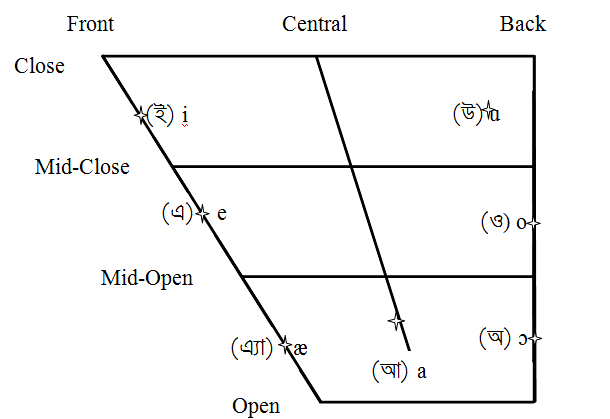 Front Central Back
Close
(ই) i (উ) u
Mid-Close
(এ) e (ও) o
Mid-Open
(এ্যা) æ (অ) ɔ
(আ) a
Open